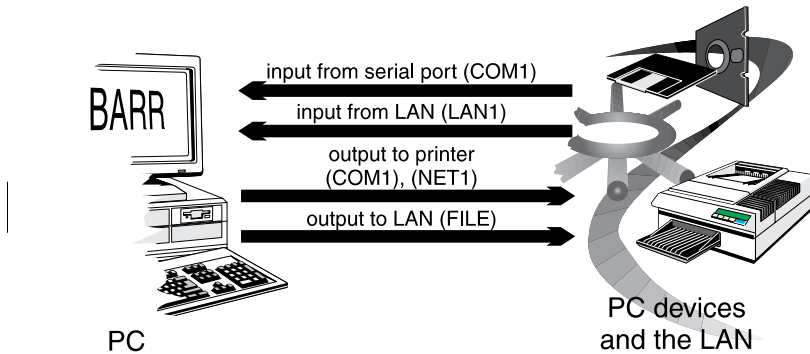 BARR
input from serial port (COM1)
input from LAN (LAN1)
output to printer
(COM1), (NET1)
output to LAN (FILE)
PC
PC devices
and the LAN